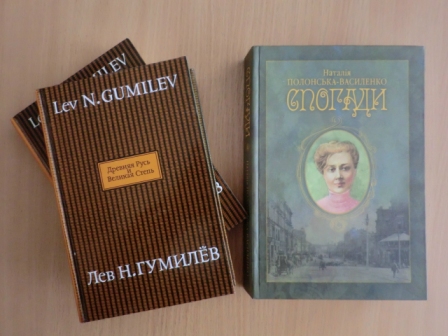 Lev N. GUMILEV
Древняя Русь
и
Великая Степь
Лев Н. ГУМИЛЁВ
Наталія
ПОЛОНСЬКА-ВАСИЛЕНКО
СПОГАДИ